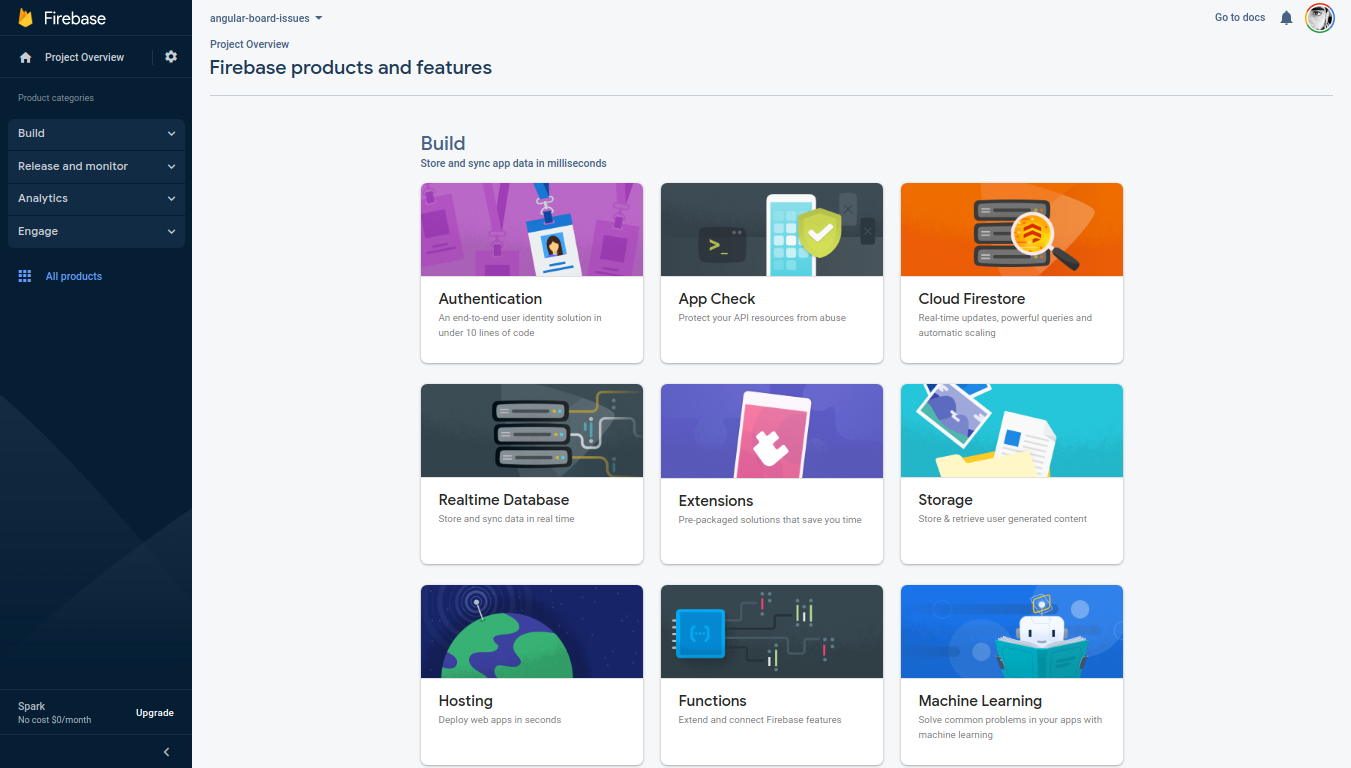 Firebase
angular-board-issues
Go to docs
Project Overview
Project Overview
Firebase products and features
Product categories
Build
Release and monitor
Analytics
Engage
All products
Spark
No cost $0/month
Upgrade
Build
Store and sync app data in milliseconds
>_
Authentication
An end-to-end user identity solution in
under 10 lines of code
App Check
Protect your API resources from abuse
Cloud Firestore
Real-time updates, powerful queries and
automatic scaling
Realtime Database
Store and sync data in real time
Extensions
Pre-packaged solutions that save you time
Storage
Store & retrieve user generated content
Hosting
Deploy web apps in seconds
Functions
Extend and connect Firebase features
Machine Learning
Solve common problems in your apps with
machine learning